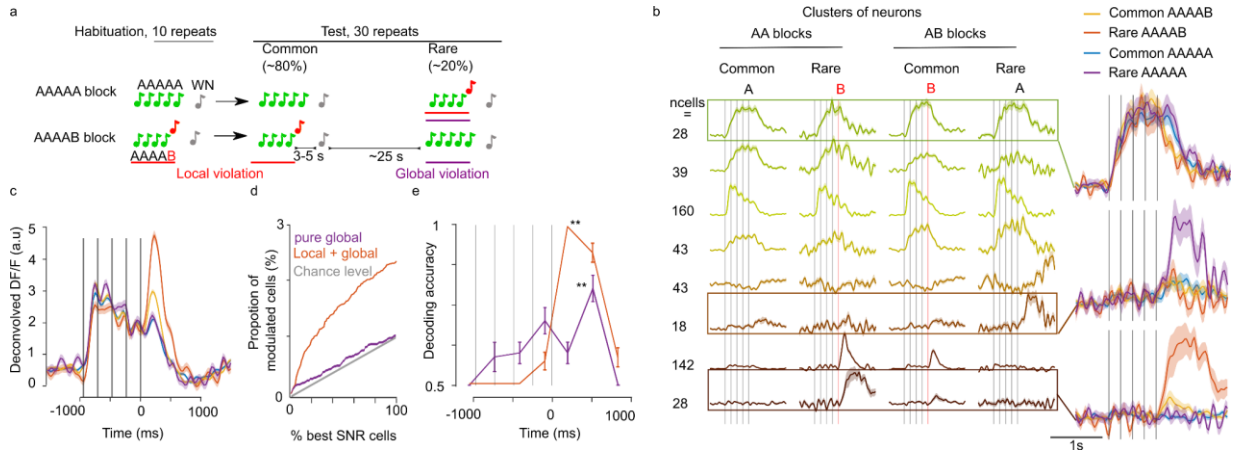 a
Habituation, 10 repeats
Test, 30 repeats
Common
(~80%)
Rare
(~20%)
AAAAA block
AAAAA
WN
AAAAB block
AAAAB
3-5 s
~25 s
Local violation
Global violation
b
Clusters of neurons
AA blocks
AB blocks
Common
Rare
Common
Rare
A
B
B
A
ncells
=
28
39
160
43
43
18
142
28
Common AAAAB
Rare AAAAB
Common AAAAA
Rare AAAAA
1s
c
Deconvolved DF/F (a.u)
5
4
3
2
1
0
-1000
0
1000
Time (ms)
d
Propotion of
modulated cells (%)
3
0
pure global
Local + global
Chance level
0
100
% best SNR cells
e
Decoding accuracy
1
9
0.5
**
**
-1000
0
1000
Time (ms)